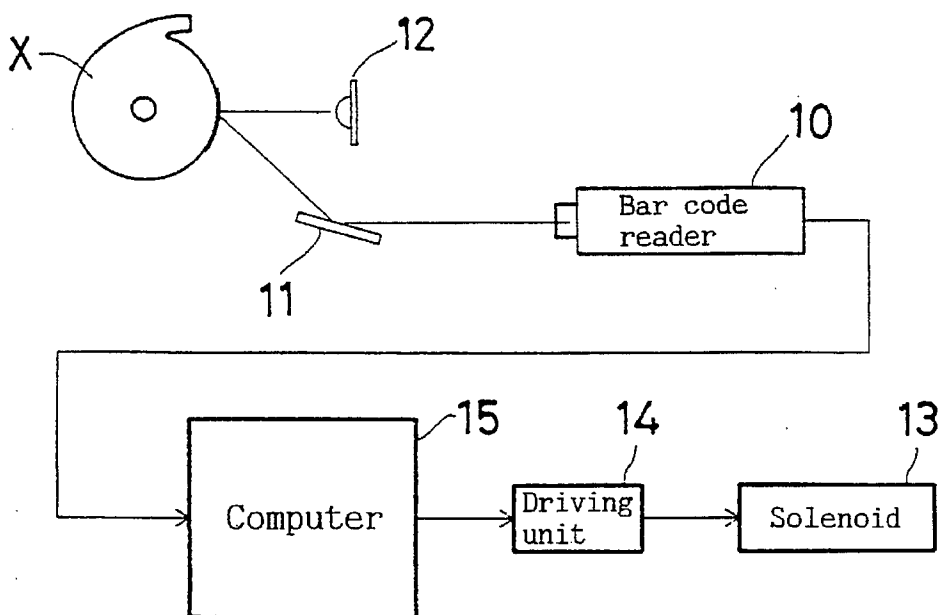 X
12
10
Bar code
reader
11
15
14
13
Computer
Driving
unit
Solenoid